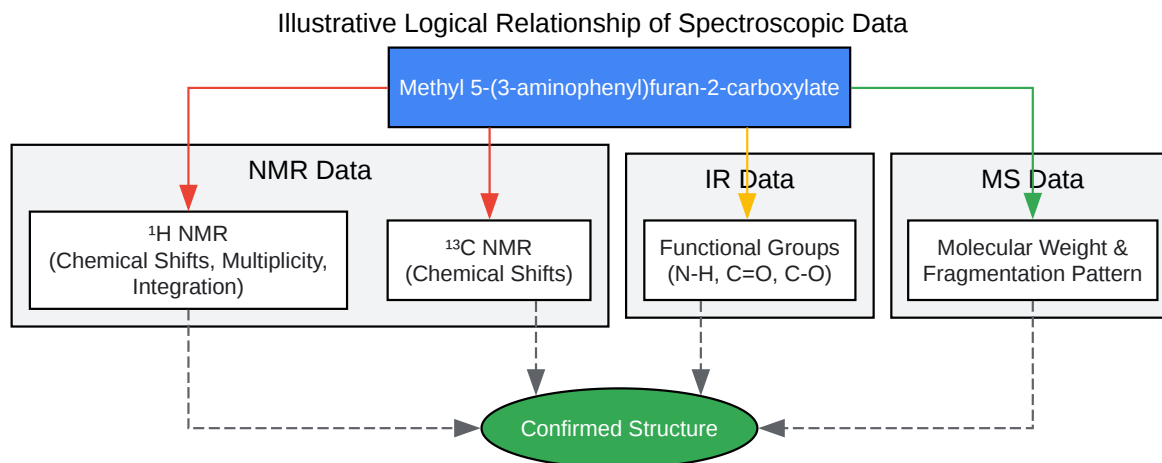 Illustrative Logical Relationship of Spectroscopic Data
Methyl 5-(3-aminophenyl)furan-2-carboxylate
NMR Data
IR Data
MS Data
¹H NMR
(Chemical Shifts, Multiplicity,
Integration)
¹³C NMR
(Chemical Shifts)
Functional Groups
(N-H, C=O, C-O)
Molecular Weight &
Fragmentation Pattern
Confirmed Structure